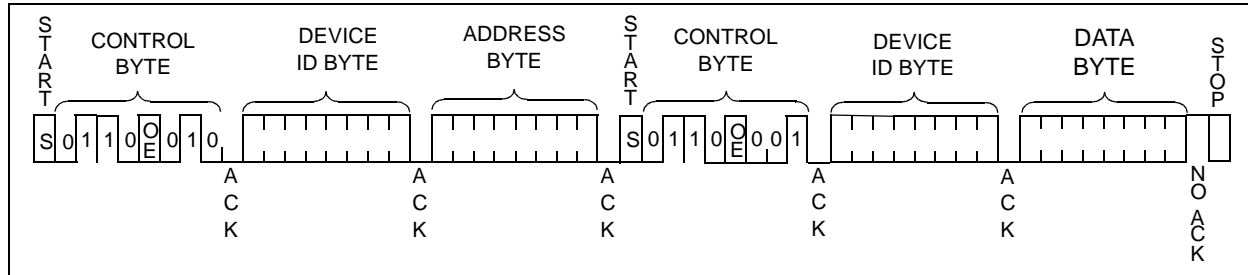 START
CONTROL
BYTE
DEVICE
ID BYTE
ADDRESS
BYTE
START
CONTROL
BYTE
DEVICE
ID BYTE
DATA
BYTE
STOP
S 0 1 1 0 OE 0 1 0
S 0 1 1 0 OE 0 0 1
ACK
ACK
ACK
ACK
ACK
NO ACK